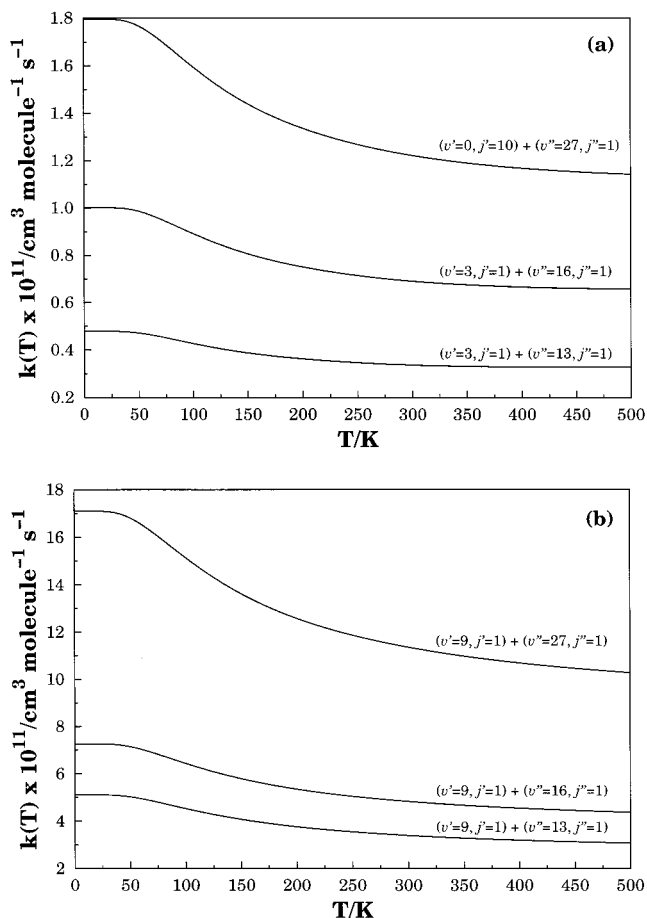 (a)
k(T) x 10¹¹/cm³ molecule⁻¹ s⁻¹
1.8
1.6
1.4
1.2
1.0
0.8
0.6
0.4
0.2
(v'=0, j'=10) + (v''=27, j''=1)
(v'=3, j'=1) + (v''=16, j''=1)
(v'=3, j'=1) + (v''=13, j''=1)
0 50 100 150 200 250 300 350 400 450 500
T/K
(b)
k(T) x 10¹¹/cm³ molecule⁻¹ s⁻¹
18
16
14
12
10
8
6
4
2
(v'=9, j'=1) + (v''=27, j''=1)
(v'=9, j'=1) + (v''=16, j''=1)
(v'=9, j'=1) + (v''=13, j''=1)
0 50 100 150 200 250 300 350 400 450 500
T/K